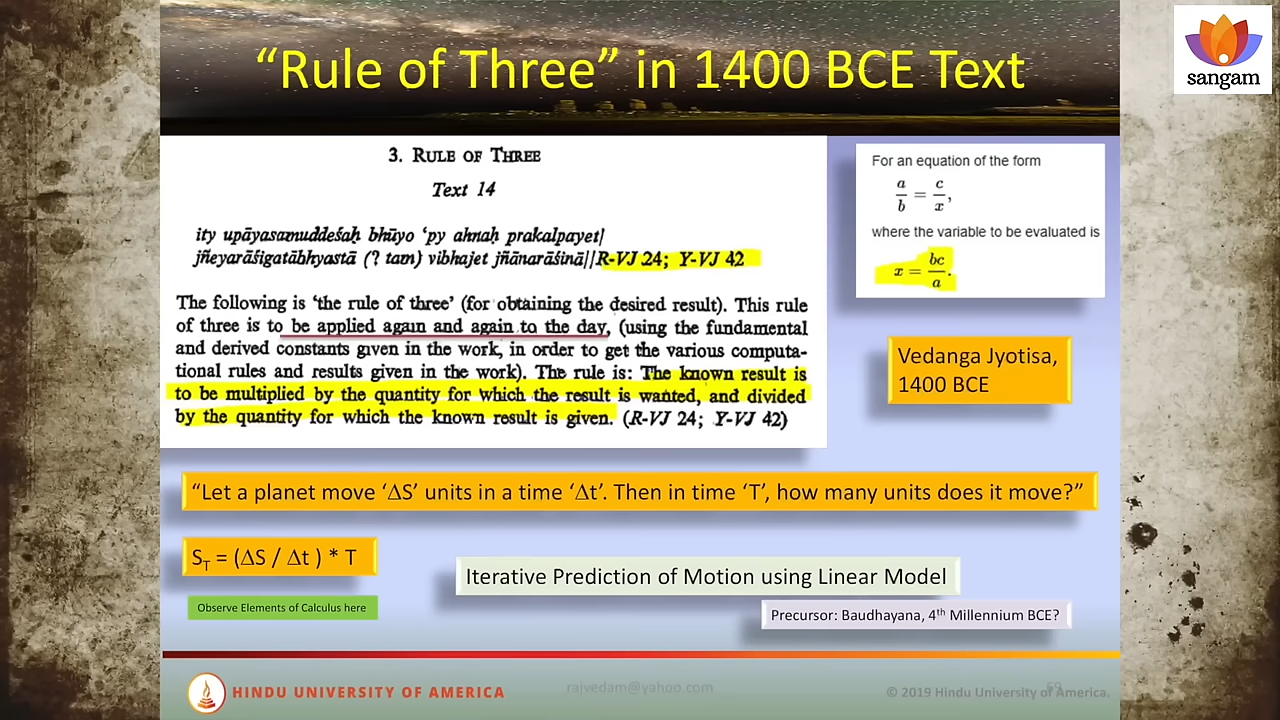 “Rule of Three” in 1400 BCE Text
sangam
3. RULE OF THREE
Text 14
ity upāyasamuddeśaḥ bhūyo ‘py ahnaḥ prakalpayet|
jñeyarāśigatābhyastā (? tam) vibhajet jñānarāśinā||R-VJ 24; Y-VJ 42
The following is ‘the rule of three’ (for obtaining the desired result). This rule
of three is to be applied again and again to the day, (using the fundamental
and derived constants given in the work, in order to get the various computa-
tional rules and results given in the work). The rule is: The known result is
to be multiplied by the quantity for which the result is wanted, and divided
by the quantity for which the known result is given. (R-VJ 24; Y-VJ 42)
For an equation of the form
a/b = c/x,
where the variable to be evaluated is
x = bc/a.
Vedanga Jyotisa,
1400 BCE
“Let a planet move ‘ΔS’ units in a time ‘Δt’. Then in time ‘T’, how many units does it move?”
S_T = (ΔS / Δt ) * T
Iterative Prediction of Motion using Linear Model
Observe Elements of Calculus here
Precursor: Baudhayana, 4th Millennium BCE?
HINDU UNIVERSITY OF AMERICA
rajvedam@yahoo.com
59
© 2019 Hindu University of America.